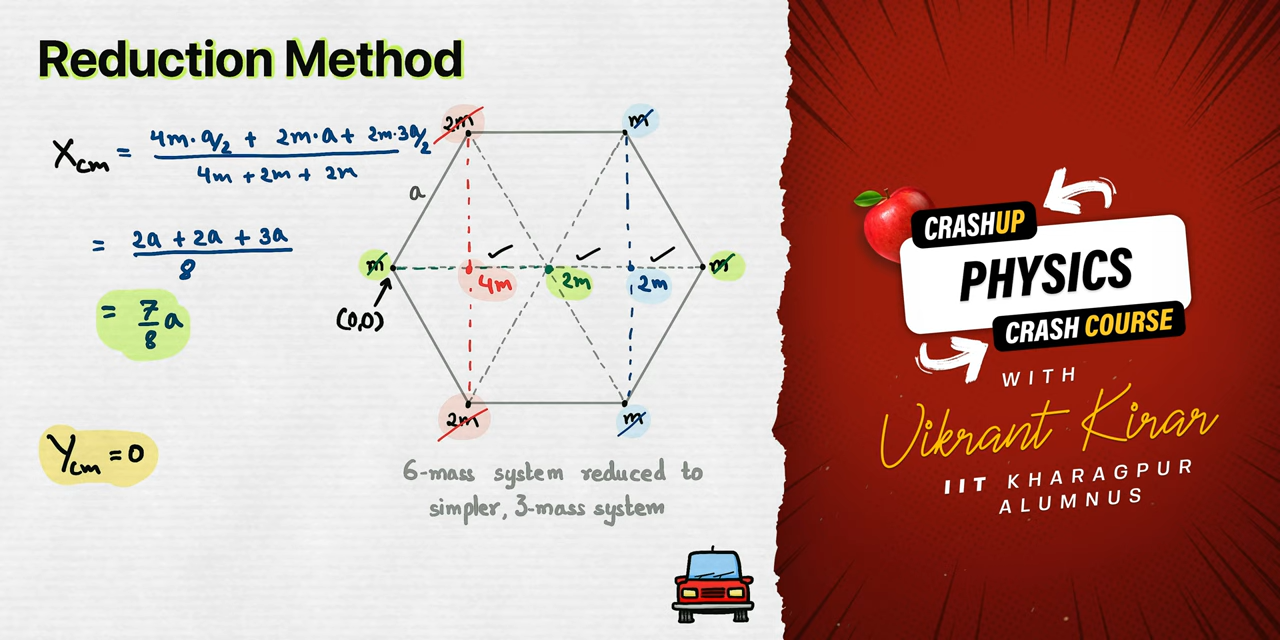 Reduction Method
Xcm = 4m·a/2 + 2m·a + 2m·3a/2
4m + 2m + 2m
= 2a + 2a + 3a
8
= 7/8 a
Ycm = 0
2m
m
a
m
m
4m
2m
2m
(0,0)
2m
m
6-mass system reduced to
simpler, 3-mass system
CRASHUP
PHYSICS
CRASH COURSE
WITH
Vikrant Kirar
IIT KHARAGPUR
ALUMNUS